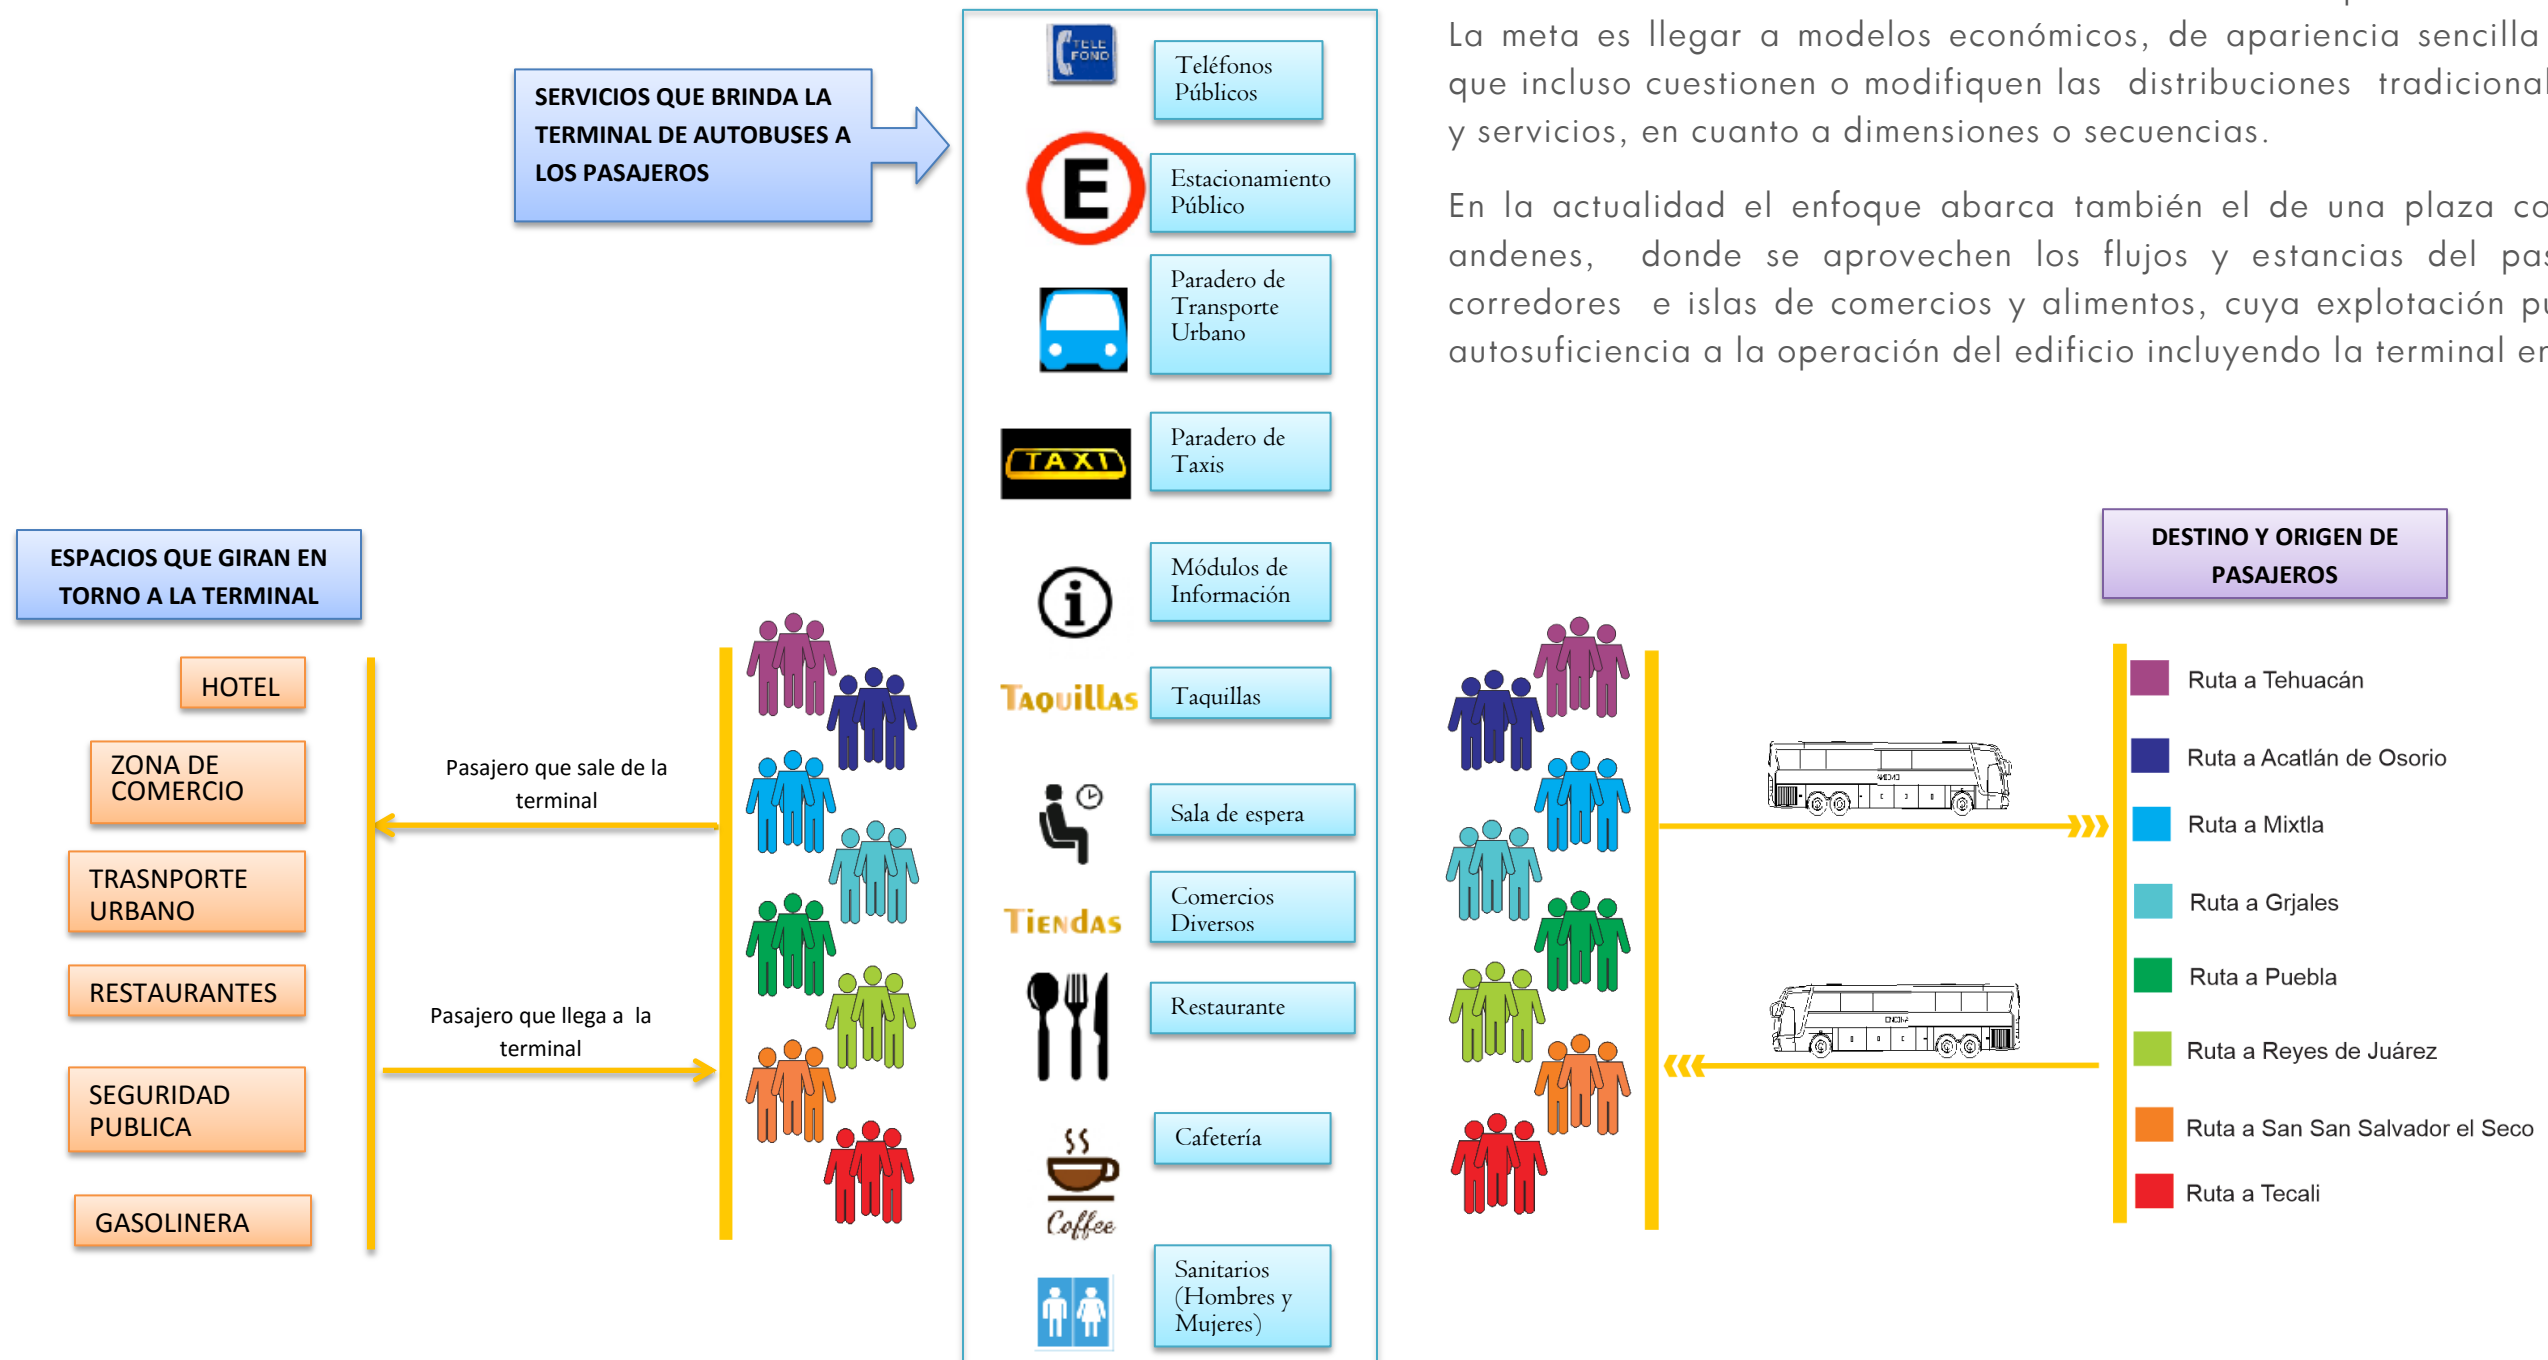 La meta es llegar a modelos económicos, de apariencia sencilla
que incluso cuestionen o modifiquen las distribuciones tradicional
y servicios, en cuanto a dimensiones o secuencias.
En la actualidad el enfoque abarca también el de una plaza co
andenes, donde se aprovechen los flujos y estancias del pas
corredores e islas de comercios y alimentos, cuya explotación pu
autosuficiencia a la operación del edificio incluyendo la terminal en
SERVICIOS QUE BRINDA LA
TERMINAL DE AUTOBUSES A
LOS PASAJEROS
TELE
FONO
Teléfonos
Públicos
E
Estacionamiento
Público
Paradero de
Transporte
Urbano
TAXI
Paradero de
Taxis
i
Módulos de
Información
Taquillas
Taquillas
Sala de espera
Tiendas
Comercios
Diversos
Restaurante
Coffee
Cafetería
Sanitarios
(Hombres y
Mujeres)
ESPACIOS QUE GIRAN EN
TORNO A LA TERMINAL
HOTEL
ZONA DE
COMERCIO
TRASNPORTE
URBANO
RESTAURANTES
SEGURIDAD
PUBLICA
GASOLINERA
Pasajero que sale de la
terminal
Pasajero que llega a la
terminal
DESTINO Y ORIGEN DE
PASAJEROS
Ruta a Tehuacán
Ruta a Acatlán de Osorio
Ruta a Mixtla
Ruta a Grjales
Ruta a Puebla
Ruta a Reyes de Juárez
Ruta a San San Salvador el Seco
Ruta a Tecali